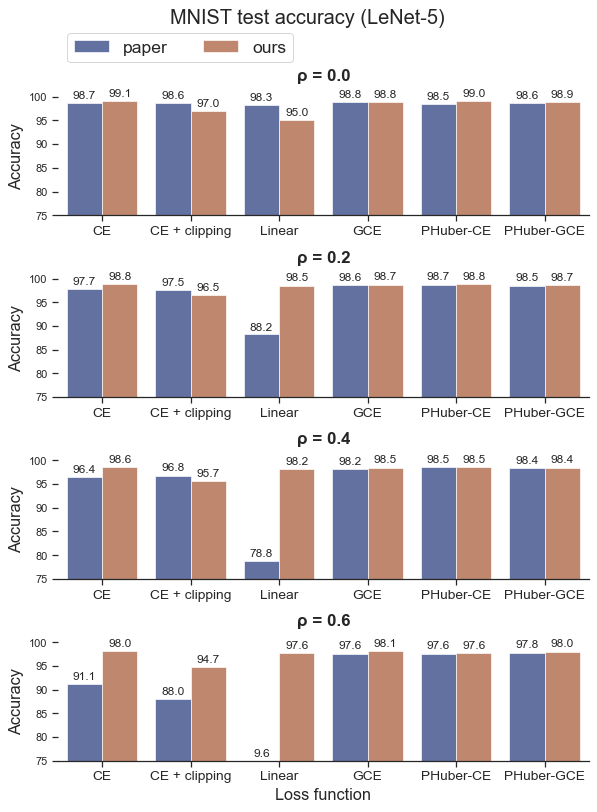 MNIST test accuracy (LeNet-5)
paper ours
ρ = 0.0
98.7 99.1 98.6 97.0 98.3 95.0 98.8 98.8 98.5 99.0 98.6 98.9
100
95
90
85
80
75
Accuracy
CE CE + clipping Linear GCE PHuber-CE PHuber-GCE
ρ = 0.2
97.7 98.8 97.5 96.5 88.2 98.5 98.6 98.7 98.7 98.8 98.5 98.7
100
95
90
85
80
75
Accuracy
CE CE + clipping Linear GCE PHuber-CE PHuber-GCE
ρ = 0.4
96.4 98.6 96.8 95.7 78.8 98.2 98.2 98.5 98.5 98.5 98.4 98.4
100
95
90
85
80
75
Accuracy
CE CE + clipping Linear GCE PHuber-CE PHuber-GCE
ρ = 0.6
91.1 98.0 88.0 94.7 9.6 97.6 97.6 98.1 97.6 97.6 97.8 98.0
100
95
90
85
80
75
Accuracy
CE CE + clipping Linear GCE PHuber-CE PHuber-GCE
Loss function